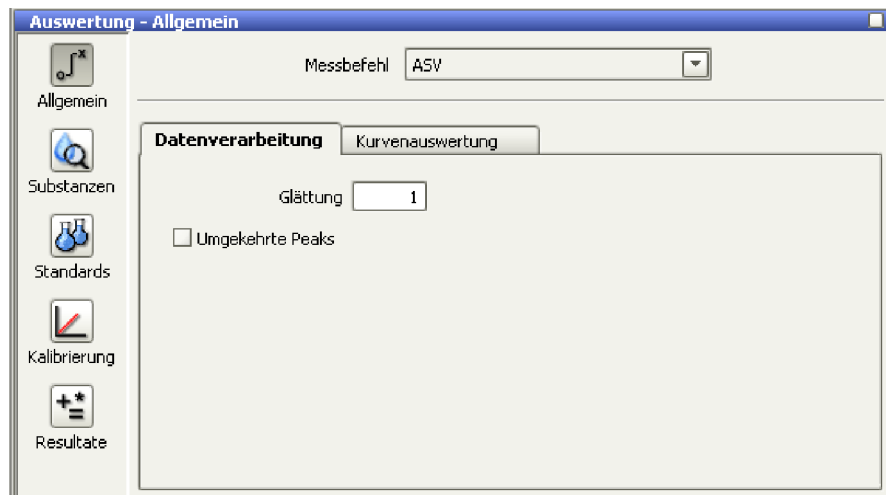 Auswertung - Allgemein
Messbefehl ASV
Allgemein
Datenverarbeitung Kurvenauswertung
Substanzen
Glättung 1
Umgekehrte Peaks
Standards
Kalibrierung
Resultate